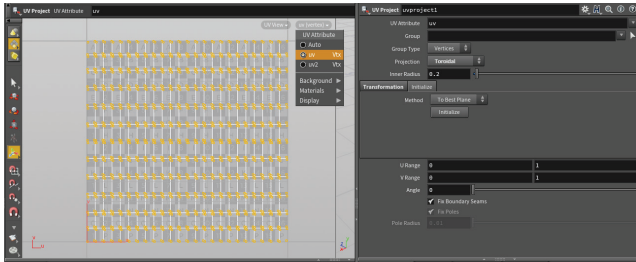 UV Project UV Attribute uv
UV View
uv (vertex)
UV Attribute
Auto
uv Vtx
uv2 Vtx
Background
Materials
Display
x
U
z
UV Project uvproject1
UV Attribute uv
Group
Group Type Vertices
Projection Toroidal
Inner Radius 0.2
Transformation Initialize
Method To Best Plane
Initialize
U Range 0 1
V Range 0 1
Angle 0
Fix Boundary Seams
Fix Poles
Pole Radius 0.02